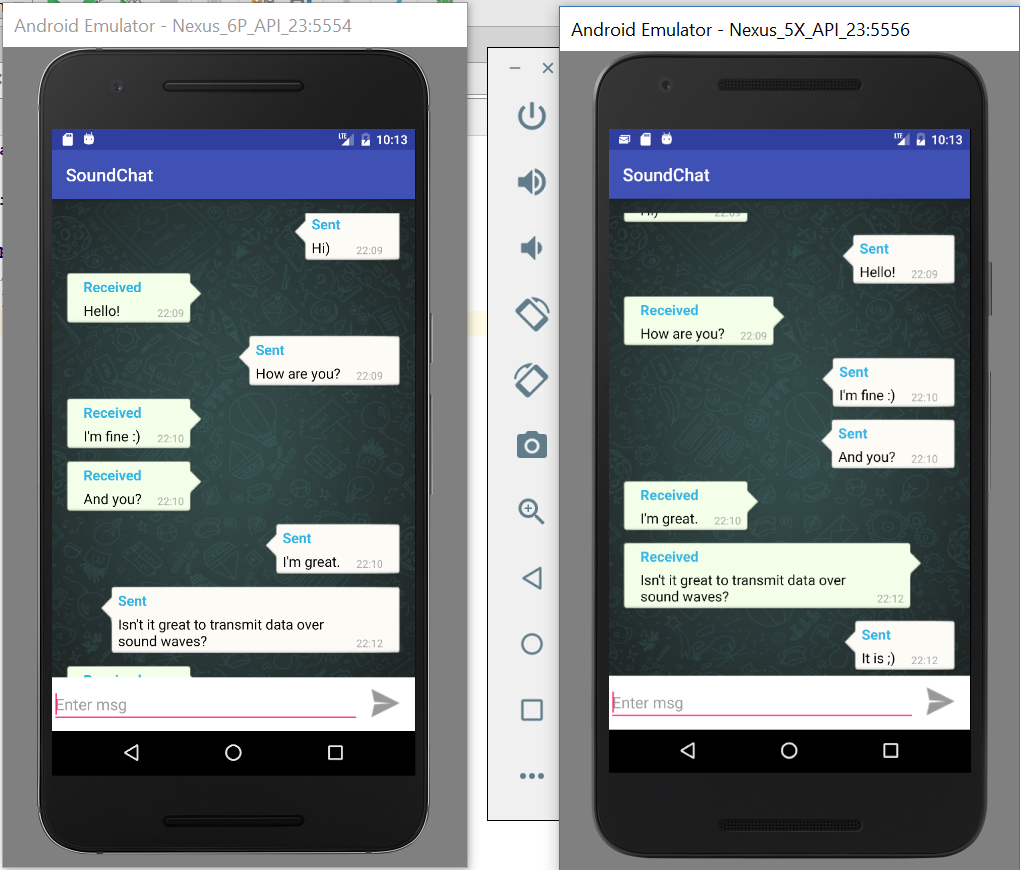 Android Emulator - Nexus_6P_API_23:5554
LTE 10:13
SoundChat
Sent
Hi)
22:09
Received
Hello!
22:09
Sent
How are you?
22:09
Received
I'm fine :)
22:10
Received
And you?
22:10
Sent
I'm great.
22:10
Sent
Isn't it great to transmit data over
sound waves?
22:12
Received
Enter msg
Android Emulator - Nexus_5X_API_23:5556
LTE 10:13
SoundChat
Hi)
22:09
Sent
Hello!
22:09
Received
How are you?
22:09
Sent
I'm fine :)
22:10
Sent
And you?
22:10
Received
I'm great.
22:10
Received
Isn't it great to transmit data over
sound waves?
22:12
Sent
It is ;)
22:12
Enter msg